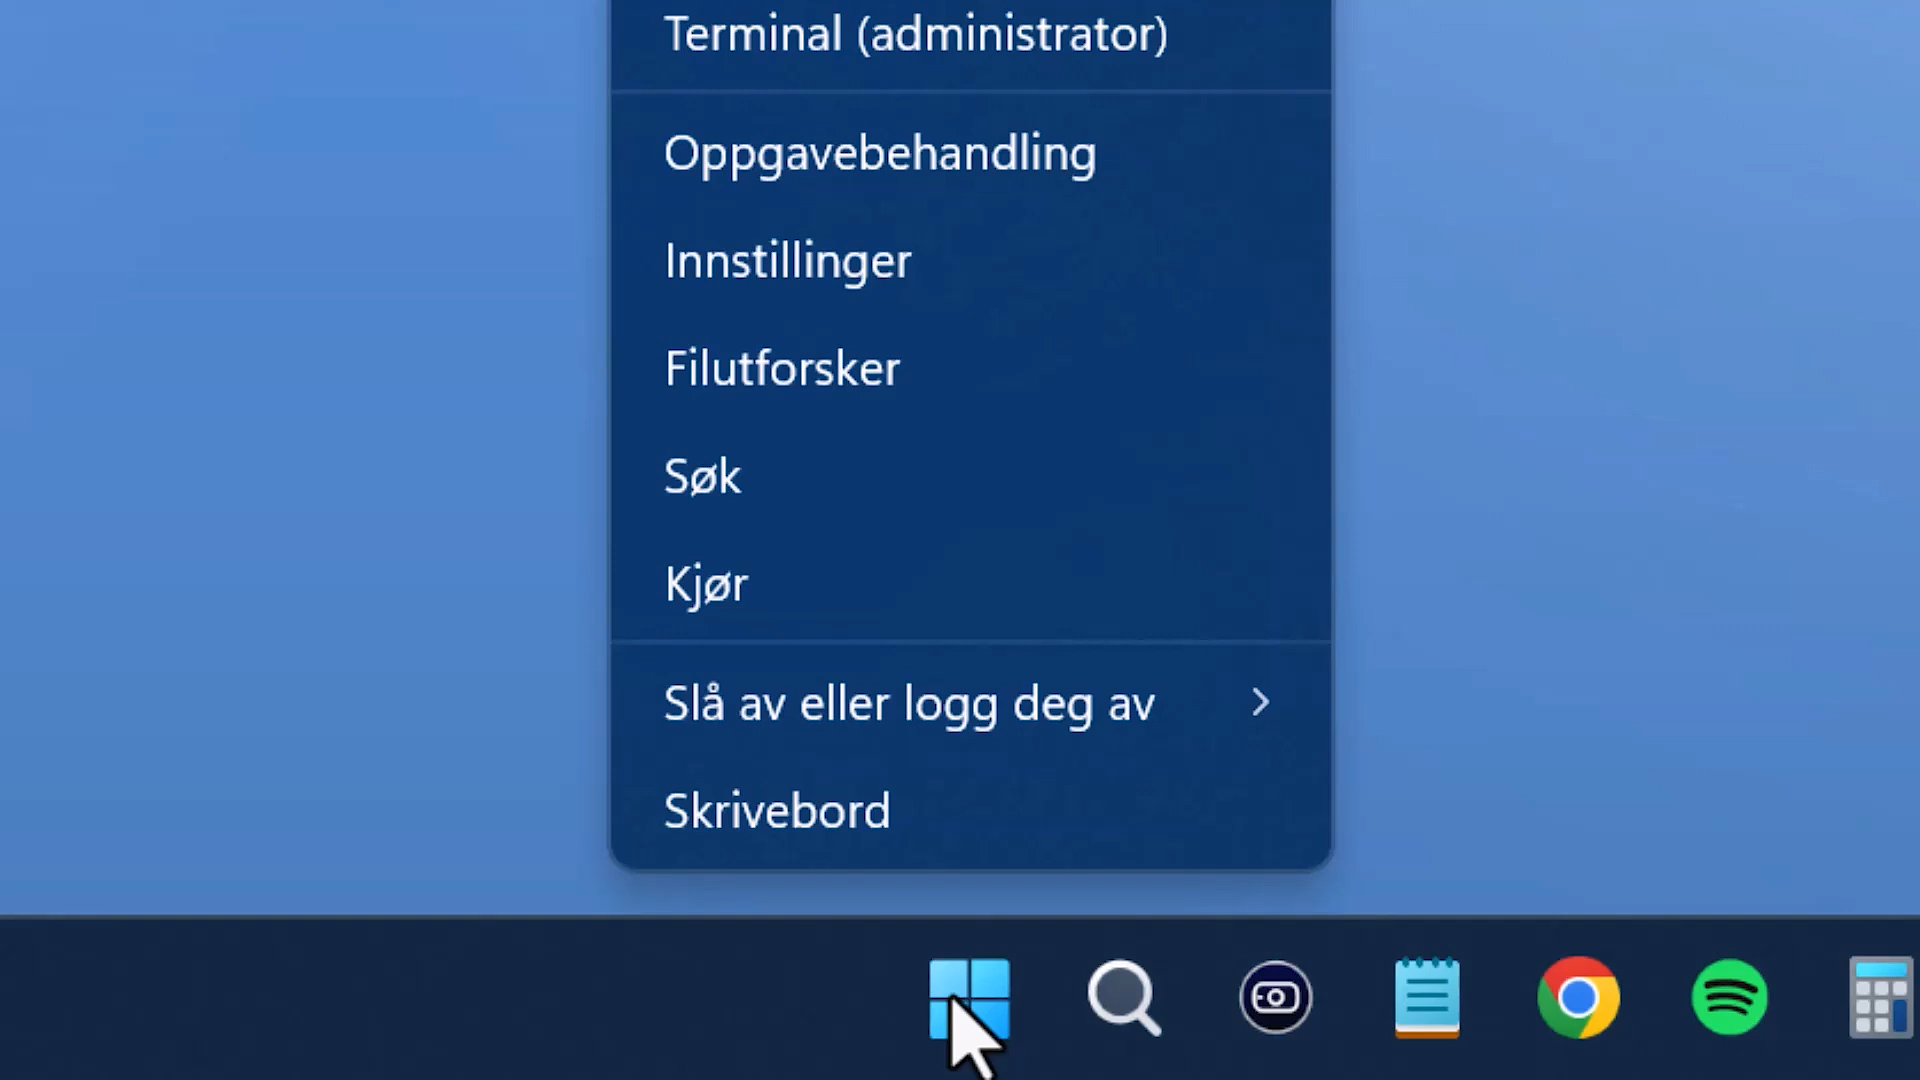 Terminal (administrator)
Oppgavebehandling
Innstillinger
Filutforsker
Søk
Kjør
Slå av eller logg deg av
Skrivebord